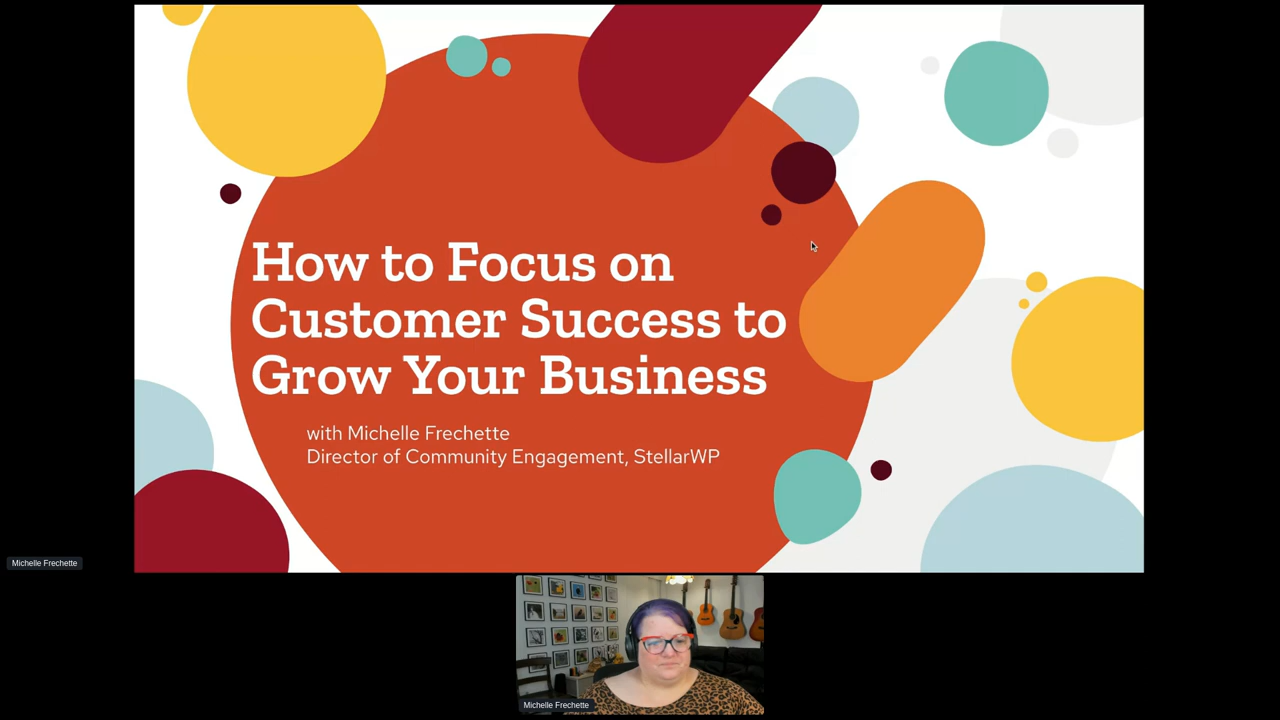 How to Focus on
Customer Success to
Grow Your Business
with Michelle Frechette
Director of Community Engagement, StellarWP
Michelle Frechette
Michelle Frechette